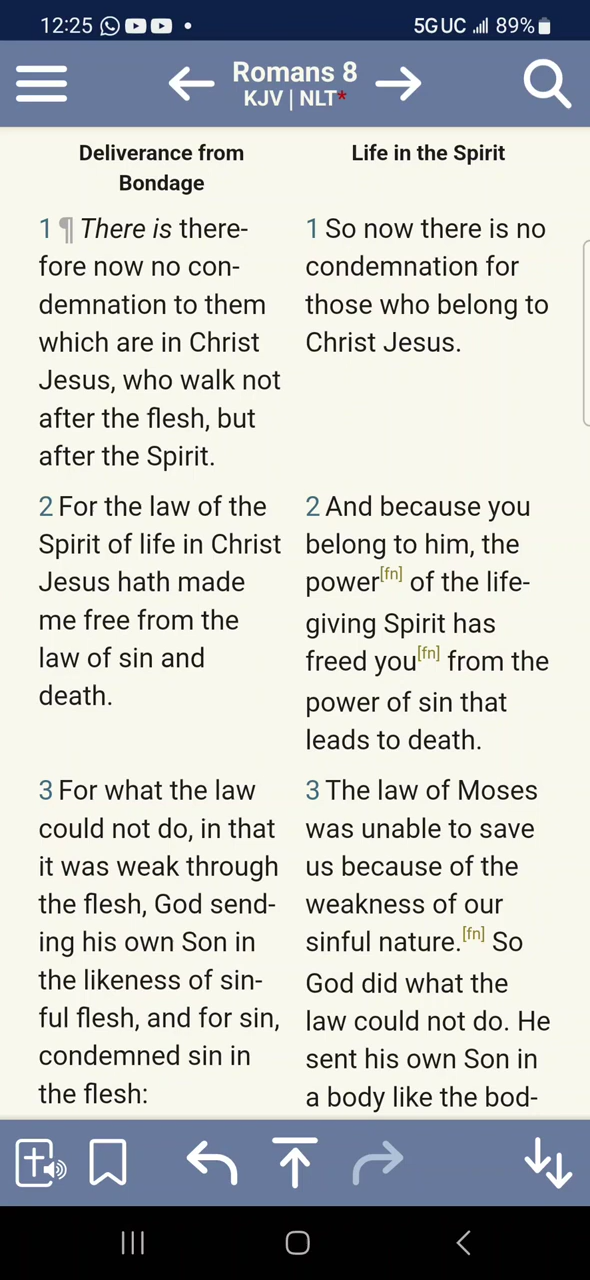 12:25
5G UC 89%
Romans 8
KJV | NLT*
Deliverance from
Bondage
1 ¶ There is there-
fore now no con-
demnation to them
which are in Christ
Jesus, who walk not
after the flesh, but
after the Spirit.
2 For the law of the
Spirit of life in Christ
Jesus hath made
me free from the
law of sin and
death.
3 For what the law
could not do, in that
it was weak through
the flesh, God send-
ing his own Son in
the likeness of sin-
ful flesh, and for sin,
condemned sin in
the flesh:
Life in the Spirit
1 So now there is no
condemnation for
those who belong to
Christ Jesus.
2 And because you
belong to him, the
power[fn] of the life-
giving Spirit has
freed you[fn] from the
power of sin that
leads to death.
3 The law of Moses
was unable to save
us because of the
weakness of our
sinful nature.[fn] So
God did what the
law could not do. He
sent his own Son in
a body like the bod-